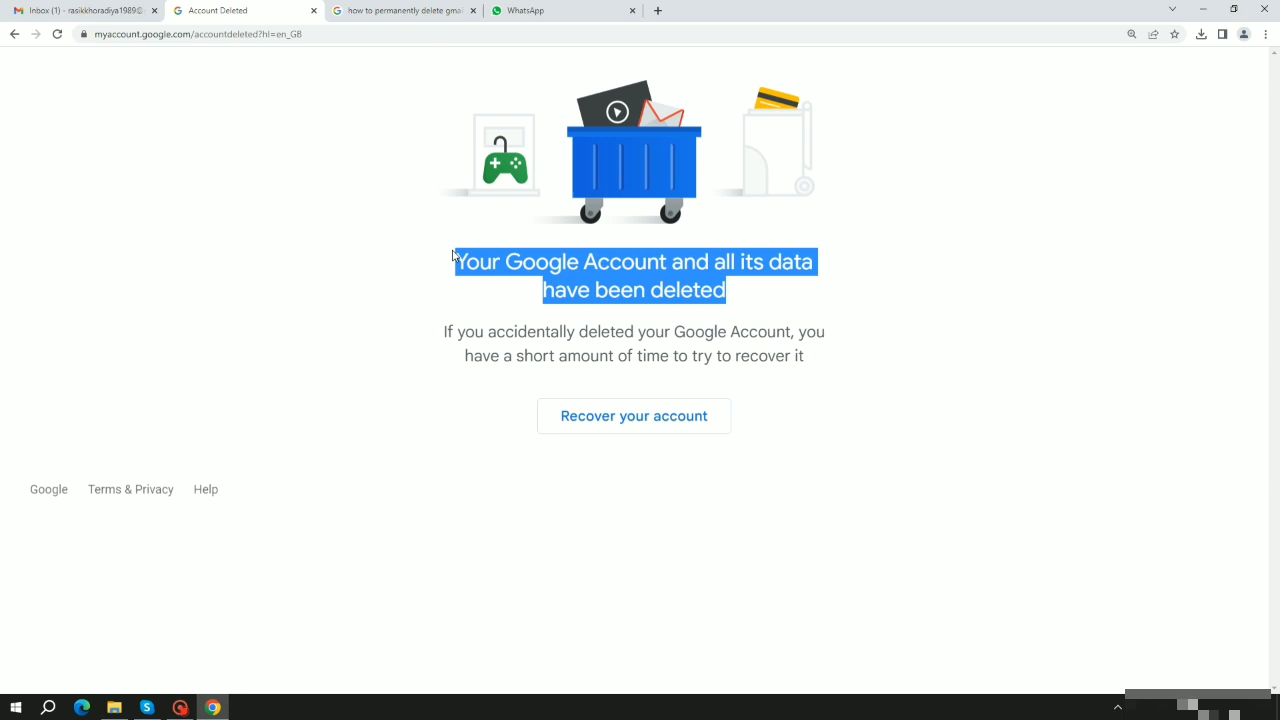 Inbox (1) - rasikkhoradiya1989@
Account Deleted
how to permanently delete gma
WhatsApp
myaccount.google.com/accountdeleted?hl=en_GB
Your Google Account and all its data
have been deleted
If you accidentally deleted your Google Account, you
have a short amount of time to try to recover it
Recover your account
Google Terms & Privacy Help